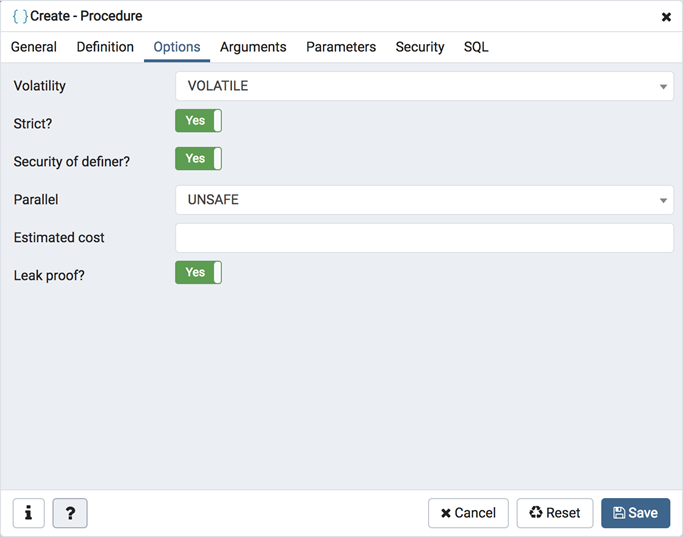 { } Create - Procedure
General Definition Options Arguments Parameters Security SQL
Volatility VOLATILE
Strict? Yes
Security of definer? Yes
Parallel UNSAFE
Estimated cost
Leak proof? Yes
i ? Cancel Reset Save